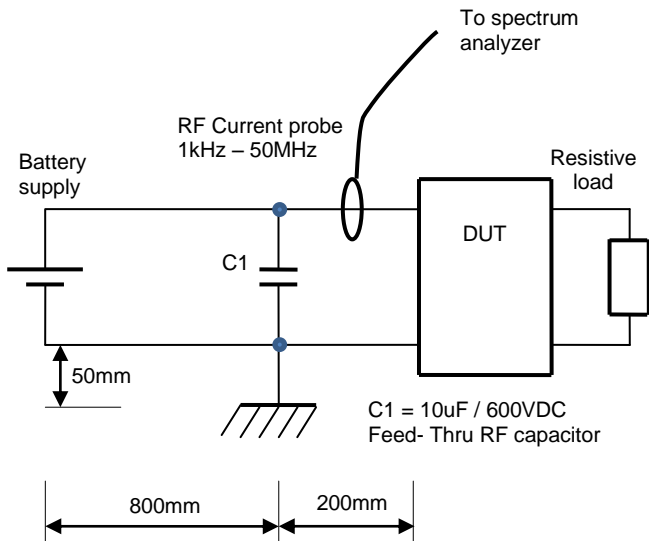 To spectrum
analyzer
RF Current probe
1kHz – 50MHz
Battery
supply
Resistive
load
DUT
C1
50mm
C1 = 10uF / 600VDC
Feed- Thru RF capacitor
800mm
200mm